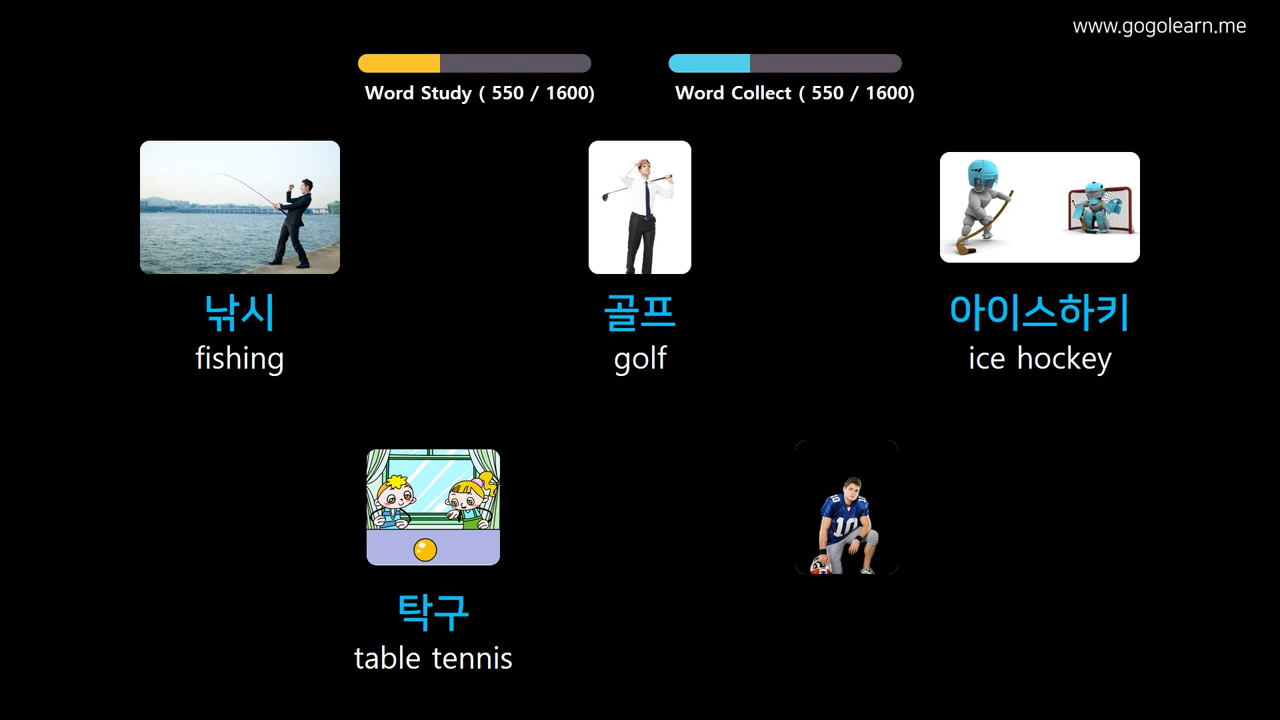 www.gogolearn.me
Word Study ( 550 / 1600)
Word Collect ( 550 / 1600)
낚시
fishing
골프
golf
아이스하키
ice hockey
탁구
table tennis
10